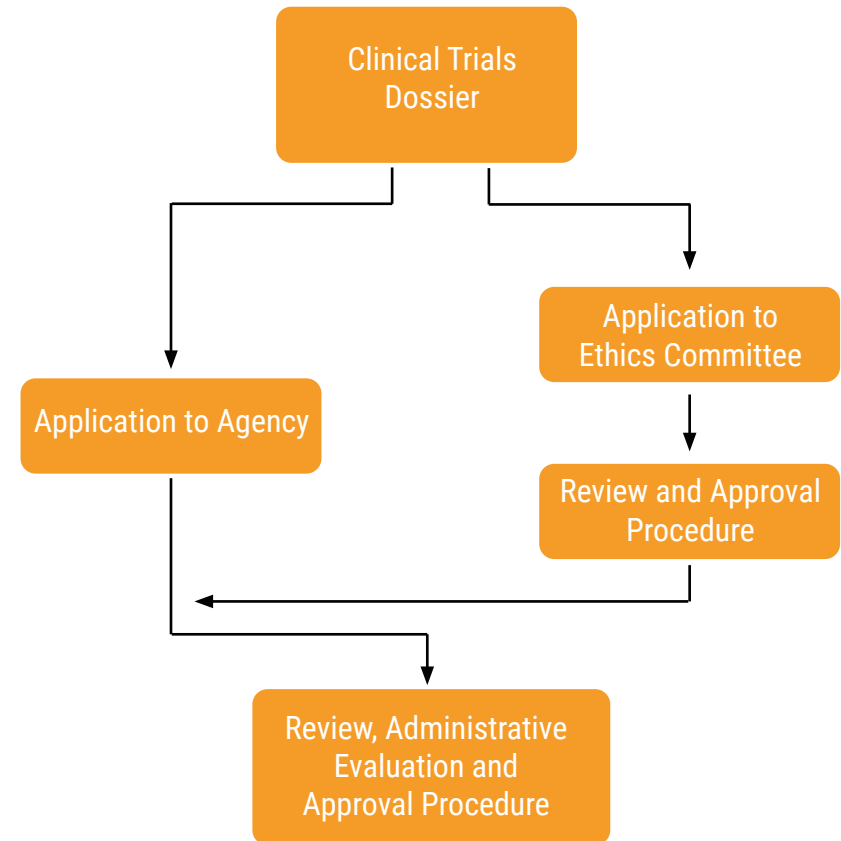 Clinical Trials
Dossier
Application to
Ethics Committee
Application to Agency
Review and Approval
Procedure
Review, Administrative
Evaluation and
Approval Procedure